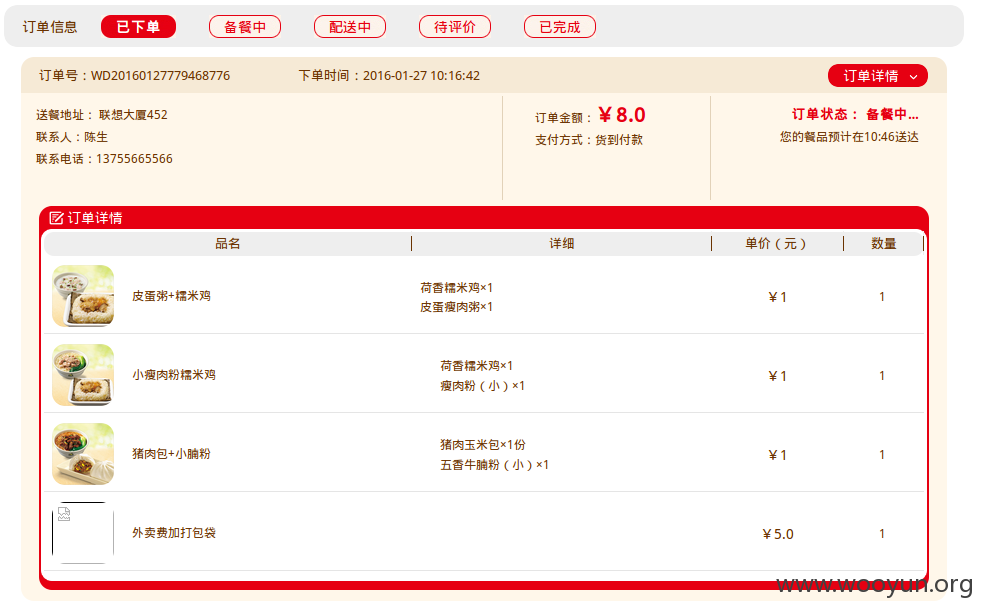 订单信息 已下单 备餐中 配送中 待评价 已完成
订单号：WD20160127779468776 下单时间：2016-01-27 10:16:42 订单详情
送餐地址： 联想大厦452
联系人：陈生
联系电话：13755665566
订单金额：￥8.0
支付方式：货到付款
订单状态： 备餐中...
您的餐品预计在10:46送达
订单详情
品名 详细 单价（元） 数量
皮蛋粥+糯米鸡 荷香糯米鸡×1 ￥1 1
皮蛋瘦肉粥×1
小瘦肉粉糯米鸡 荷香糯米鸡×1 ￥1 1
瘦肉粉（小）×1
猪肉包+小腩粉 猪肉玉米包×1份 ￥1 1
五香牛腩粉（小）×1
外卖费加打包袋 ￥5.0 1
www.wooyun.org